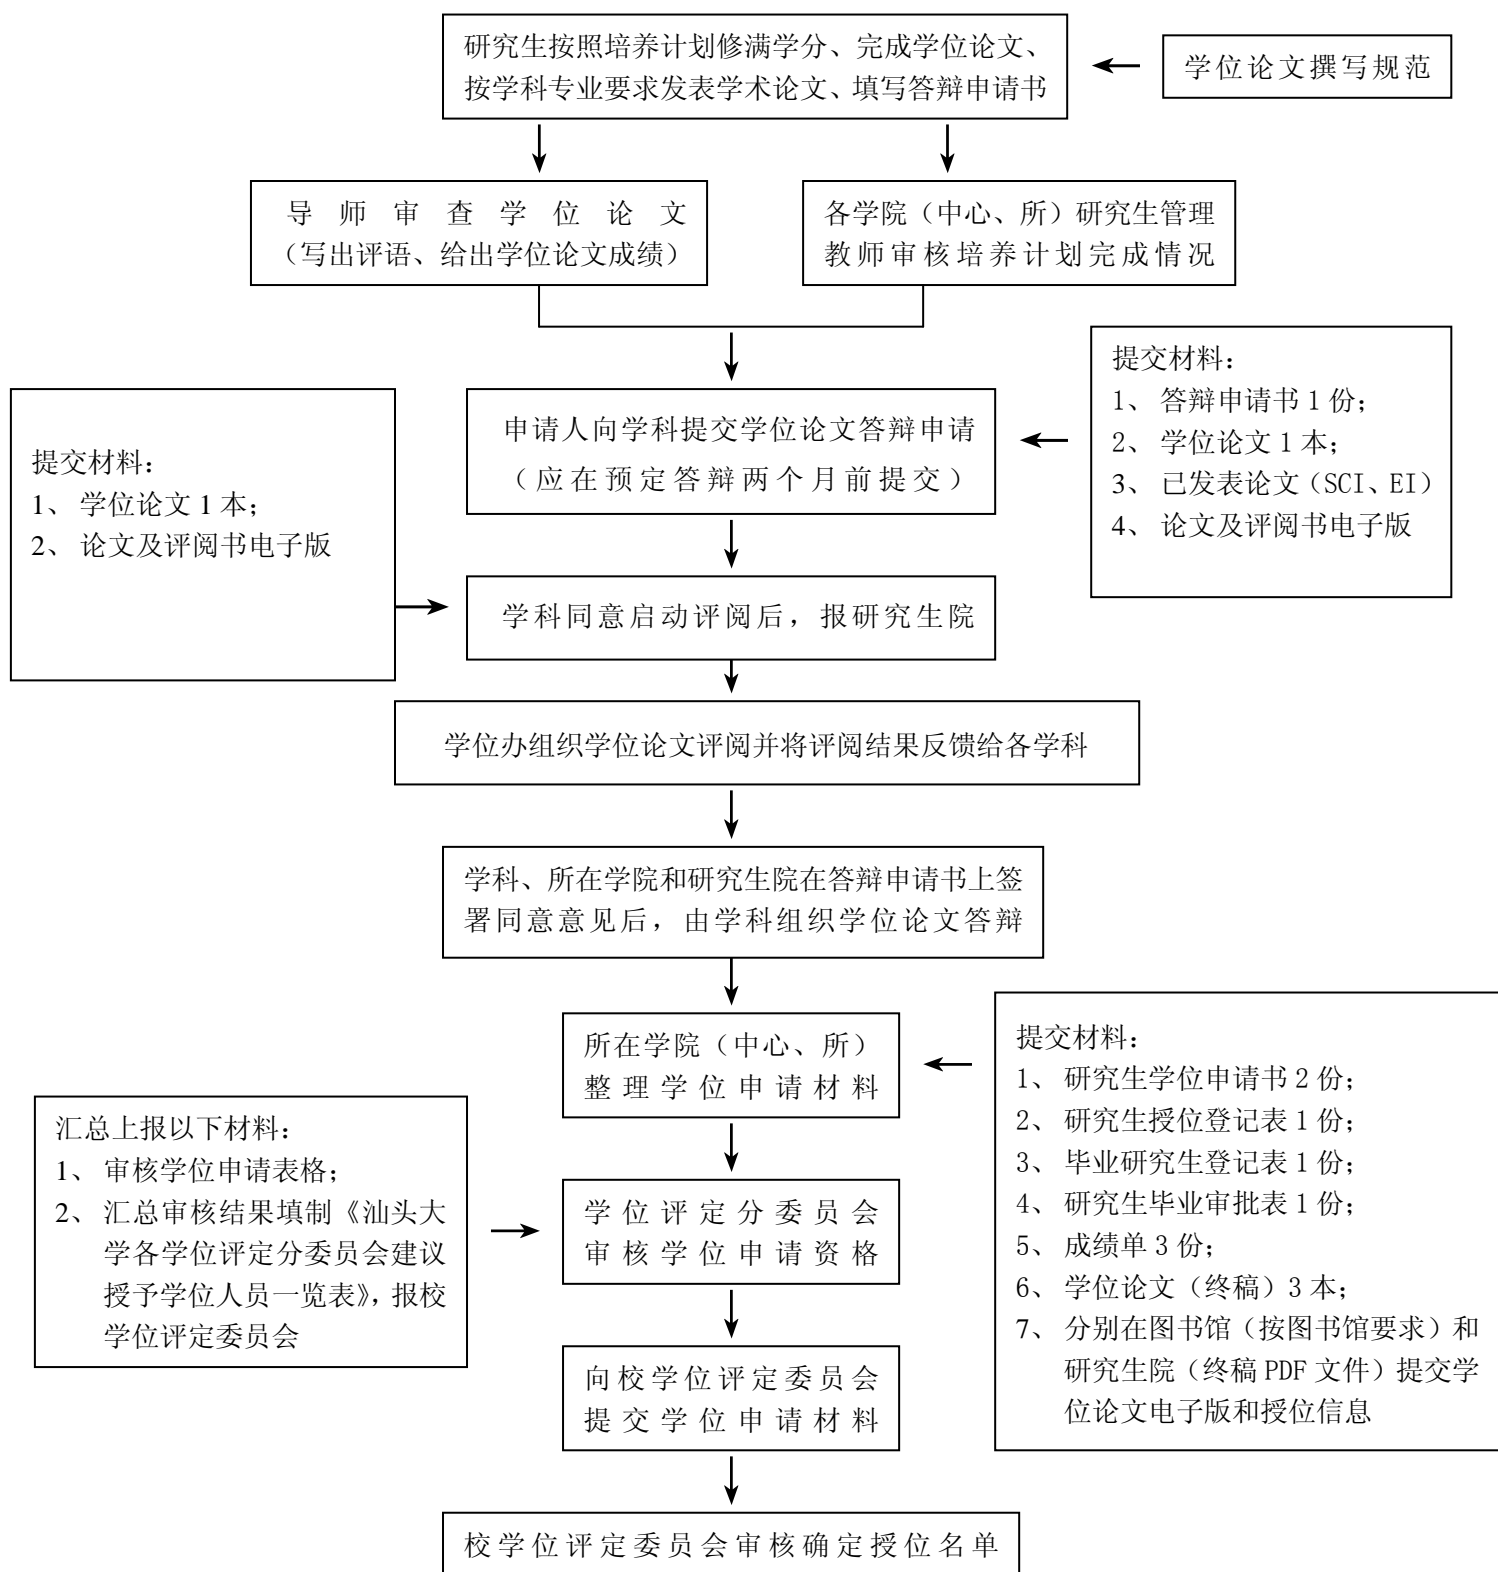 研究生按照培养计划修满学分、完成学位论文、
按学科专业要求发表学术论文、填写答辩申请书
学位论文撰写规范
导师审查学位论文
（写出评语、给出学位论文成绩）
各学院（中心、所）研究生管理
教师审核培养计划完成情况
申请人向学科提交学位论文答辩申请
（应在预定答辩两个月前提交）
提交材料：
1、 答辩申请书 1 份；
2、 学位论文 1 本；
3、 已发表论文（SCI、EI）
4、 论文及评阅书电子版
提交材料：
1、 学位论文 1 本；
2、 论文及评阅书电子版
学科同意启动评阅后，报研究生院
学位办组织学位论文评阅并将评阅结果反馈给各学科
学科、所在学院和研究生院在答辩申请书上签
署同意意见后，由学科组织学位论文答辩
所在学院（中心、所）
整理学位申请材料
提交材料：
1、 研究生学位申请书 2 份；
2、 研究生授位登记表 1 份；
3、 毕业研究生登记表 1 份；
4、 研究生毕业审批表 1 份；
5、 成绩单 3 份；
6、 学位论文（终稿）3 本；
7、 分别在图书馆（按图书馆要求）和
研究生院（终稿 PDF 文件）提交学
位论文电子版和授位信息
汇总上报以下材料：
1、 审核学位申请表格；
2、 汇总审核结果填制《汕头大
学各学位评定分委员会建议
授予学位人员一览表》，报校
学位评定委员会
学位评定分委员会
审核学位申请资格
向校学位评定委员会
提交学位申请材料
校学位评定委员会审核确定授位名单